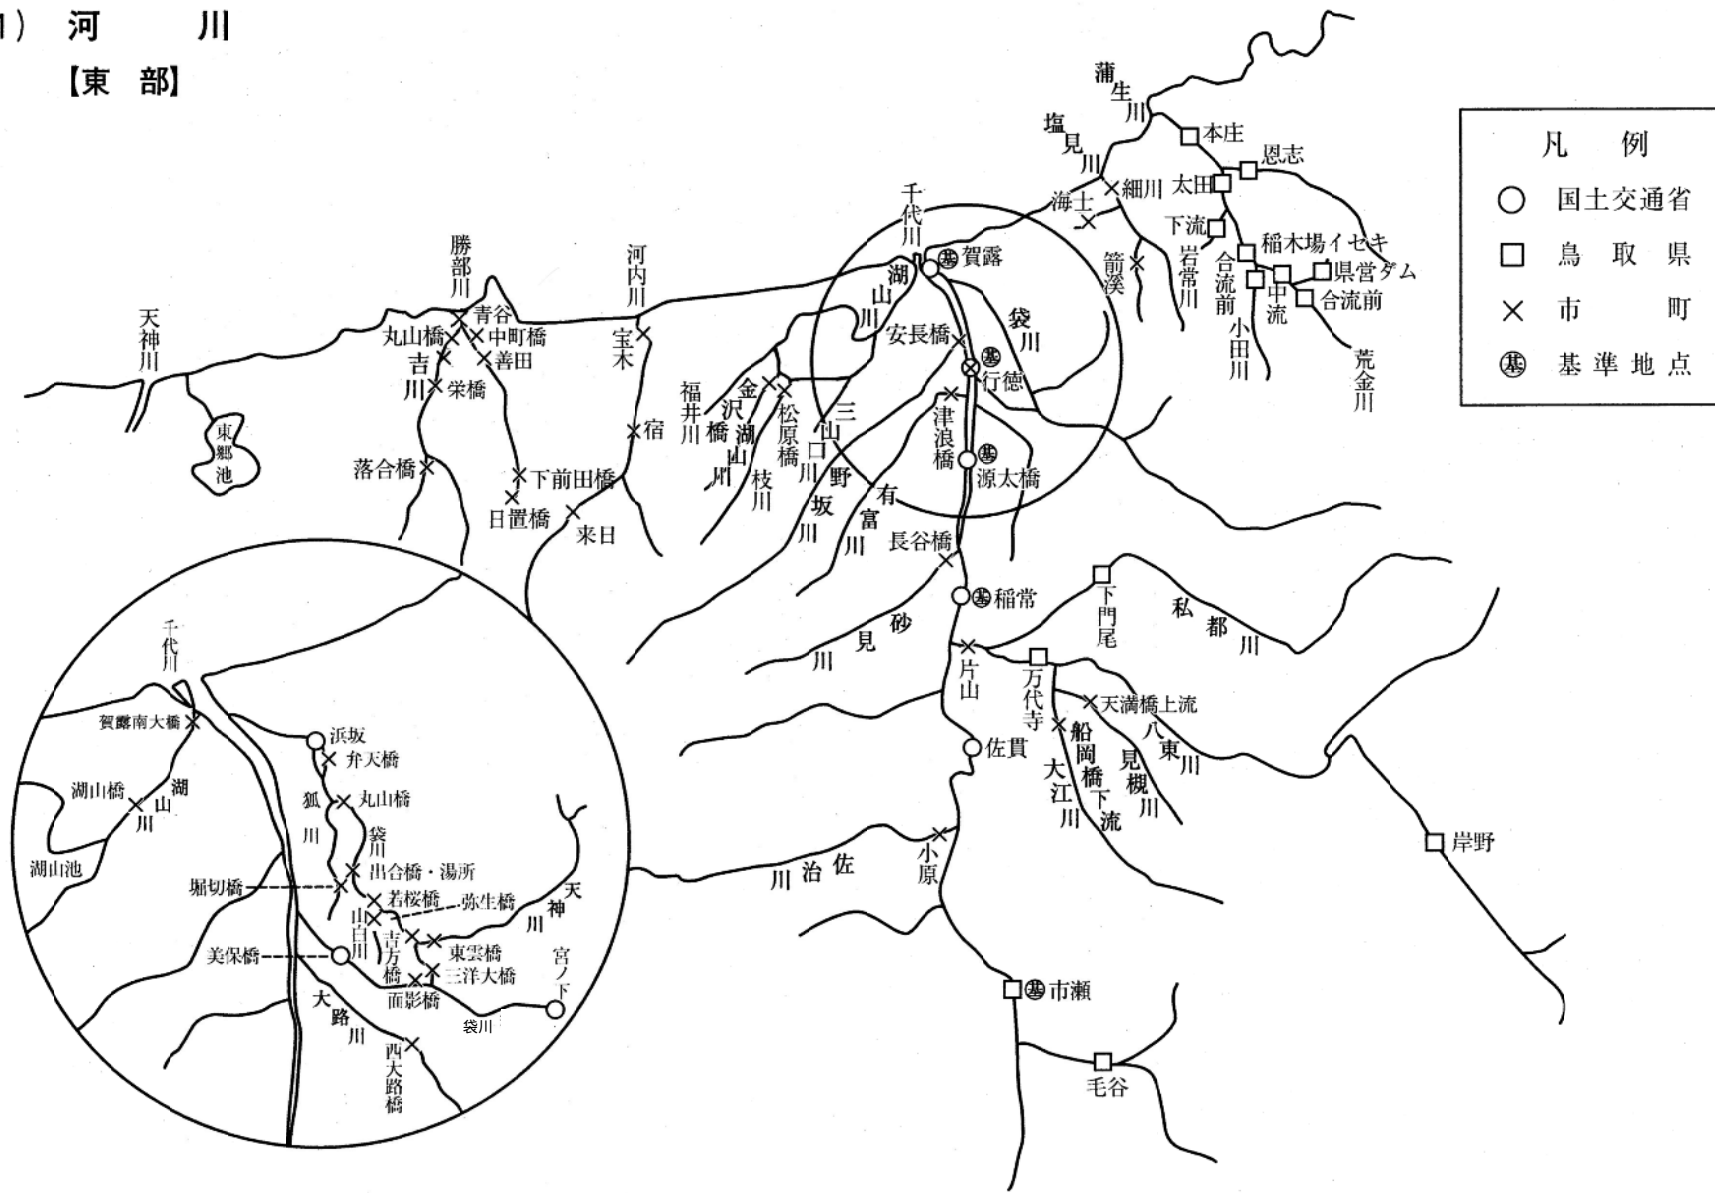 1) 河 川
【東 部】
凡 例
国土交通省
鳥 取 県
市 町
基 基準地点
蒲生川
塩見川
本庄
恩志
細川
太田
海士
下流
岩常川
稲木場イセキ
県営ダム
合流前
中流
合流前
小田川
荒金川
箭渓
千代川
基 賀露
湖山川
袋川
安長橋
基
行徳
津浪橋
基
源太橋
勝部川
河内川
天神川
青谷
丸山橋
中町橋
吉川
善田
栄橋
宝木
宿
東郷池
落合橋
下前田橋
日置橋
来日
福井川
金沢橋
湖山川
松原橋
枝川
三山口川
野坂川
有富川
長谷橋
基 稲常
砂見川
片山
下門尾
私都川
万代寺
天満橋上流
船岡橋下流
八東川
見槻川
大江川
佐貫
小原
佐治川
岸野
基 市瀬
毛谷
千代川
賀露南大橋
浜坂
弁天橋
湖山橋
湖山川
狐川
丸山橋
袋川
湖山池
出合橋・湯所
堀切橋
若桜橋
弥生橋
山白川
天神川
美保橋
吉方橋
東雲橋
宮ノ下
三洋大橋
面影橋
大路川
袋川
西大路橋